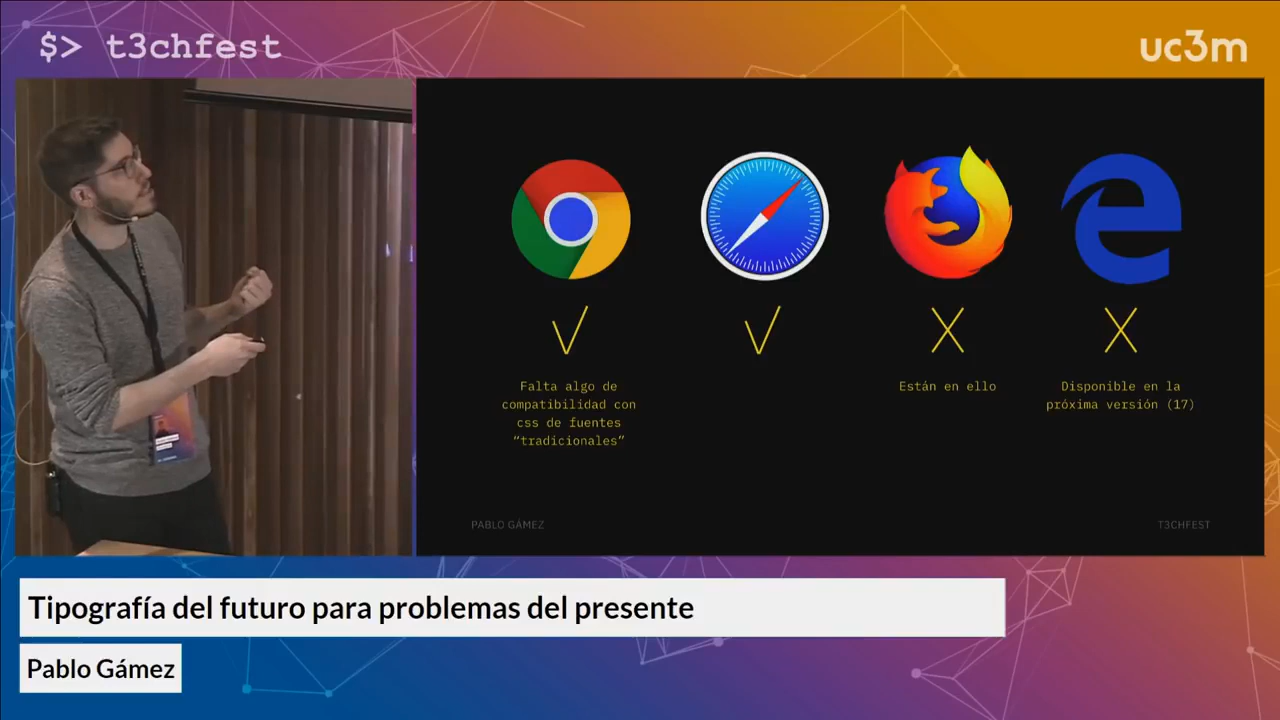 $> t3chfest
uc3m
Falta algo de
compatibilidad con
css de fuentes
“tradicionales”
Están en ello
Disponible en la
próxima versión (17)
PABLO GÁMEZ
T3CHFEST
Tipografía del futuro para problemas del presente
Pablo Gámez